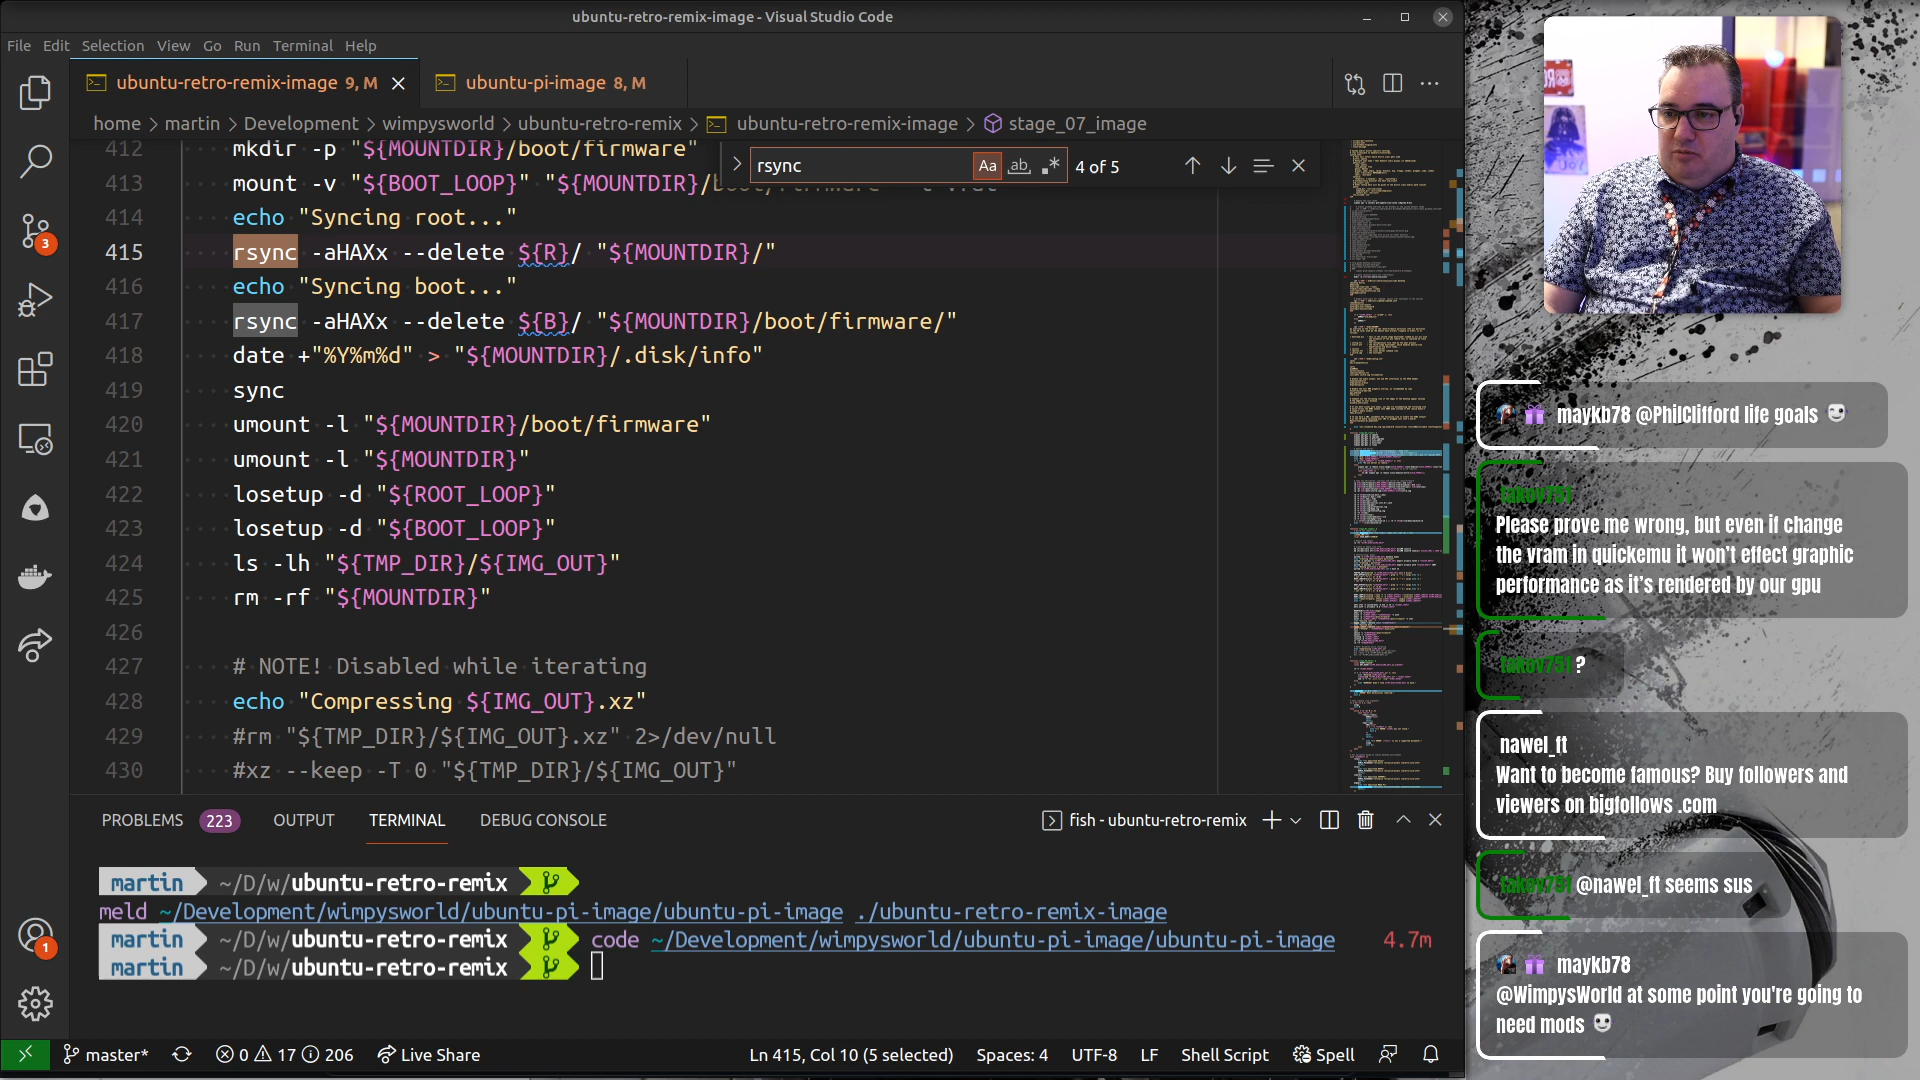 ubuntu-retro-remix-image - Visual Studio Code
File Edit Selection View Go Run Terminal Help
ubuntu-retro-remix-image 9, M
ubuntu-pi-image 8, M
home > martin > Development > wimpysworld > ubuntu-retro-remix > ubuntu-retro-remix-image > stage_07_image
rsync
Aa
ab
4 of 5
412 mkdir -p "${MOUNTDIR}/boot/firmware"
413 mount -v "${BOOT_LOOP}" "${MOUNTDIR}/
414 echo "Syncing root..."
415 rsync -aHAXx --delete ${R}/ "${MOUNTDIR}/"
416 echo "Syncing boot..."
417 rsync -aHAXx --delete ${B}/ "${MOUNTDIR}/boot/firmware/"
418 date +"%Y%m%d" > "${MOUNTDIR}/.disk/info"
419 sync
420 umount -l "${MOUNTDIR}/boot/firmware"
421 umount -l "${MOUNTDIR}"
422 losetup -d "${ROOT_LOOP}"
423 losetup -d "${BOOT_LOOP}"
424 ls -lh "${TMP_DIR}/${IMG_OUT}"
425 rm -rf "${MOUNTDIR}"
426
427 # NOTE! Disabled while iterating
428 echo "Compressing ${IMG_OUT}.xz"
429 #rm "${TMP_DIR}/${IMG_OUT}.xz" 2>/dev/null
430 #xz --keep -T 0 "${TMP_DIR}/${IMG_OUT}"
3
1
PROBLEMS 223 OUTPUT TERMINAL DEBUG CONSOLE
fish - ubuntu-retro-remix
martin ~/D/w/ubuntu-retro-remix
meld ~/Development/wimpysworld/ubuntu-pi-image/ubuntu-pi-image ./ubuntu-retro-remix-image
martin ~/D/w/ubuntu-retro-remix code ~/Development/wimpysworld/ubuntu-pi-image/ubuntu-pi-image 4.7m
martin ~/D/w/ubuntu-retro-remix
master* 0 17 206 Live Share
Ln 415, Col 10 (5 selected) Spaces: 4 UTF-8 LF Shell Script Spell
maykb78 @PhilClifford life goals
Please prove me wrong, but even if change
the vram in quickemu it won't effect graphic
performance as it's rendered by our gpu
?
nawel_ft
Want to become famous? Buy followers and
viewers on bigfollows .com
@nawel_ft seems sus
maykb78
@WimpysWorld at some point you're going to
need mods